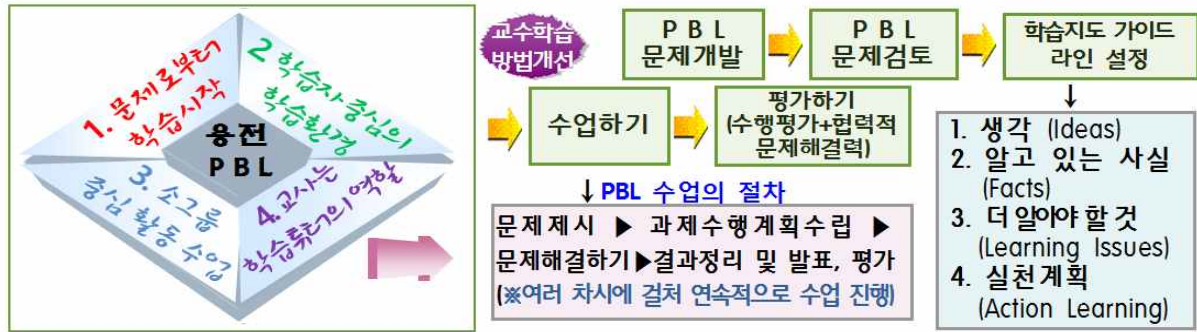 1. 문제로부터
학습시작
2 학습자 중심의
학습환경
용전
PBL
3. 소그룹
중심 활동 수업
4. 교사는
학습튜터의 역할
교수학습
방법개선
PBL
문제개발
PBL
문제검토
학습지도 가이드
라인 설정
수업하기
평가하기
(수행평가+협력적
문제해결력)
↓PBL 수업의 절차
문제제시 ▶ 과제수행계획수립 ▶
문제해결하기▶결과정리 및 발표, 평가
(※여러 차시에 걸쳐 연속적으로 수업 진행)
↓
1. 생각 (Ideas)
2. 알고 있는 사실
(Facts)
3. 더 알아야 할 것
(Learning Issues)
4. 실천계획
(Action Learning)